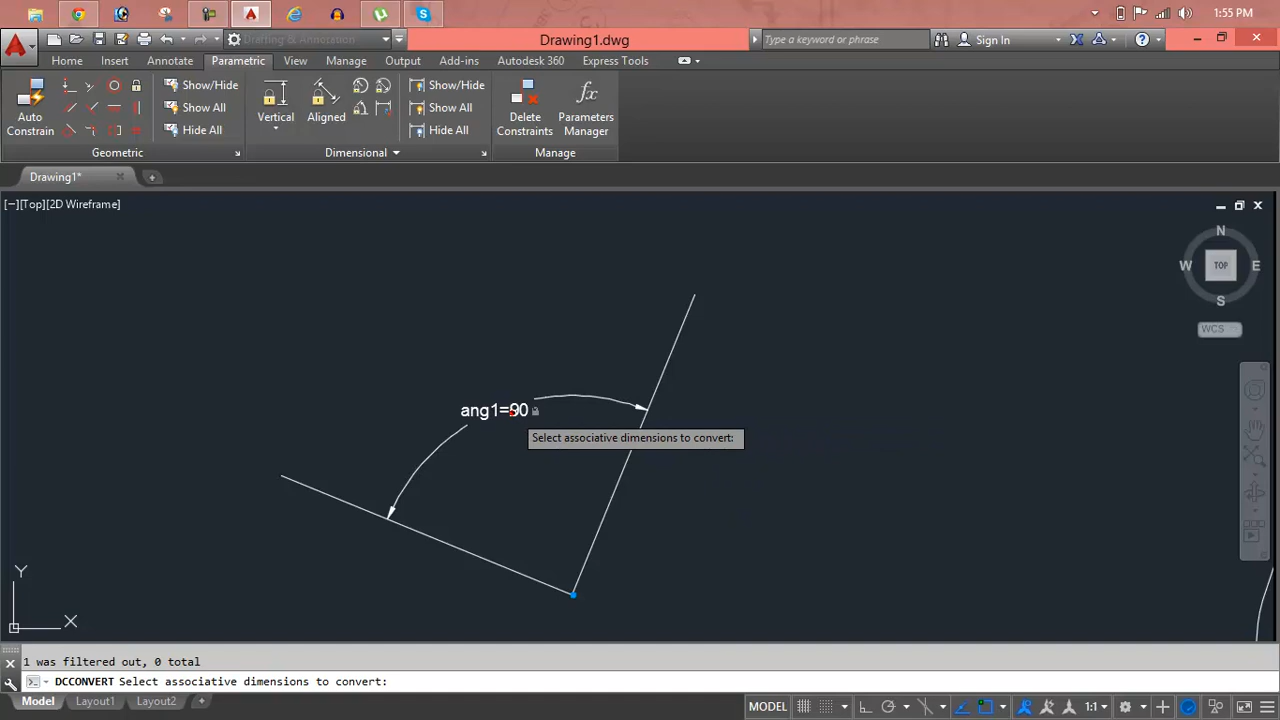 1:55 PM
Drafting & Annotation
Drawing1.dwg
Type a keyword or phrase
Sign In
Home Insert Annotate Parametric View Manage Output Add-ins Autodesk 360 Express Tools
Auto
Constrain
Show/Hide
Show All
Hide All
Geometric
Vertical
Aligned
Show/Hide
Show All
Hide All
Dimensional
Delete
Constraints
Parameters
Manager
Manage
Drawing1*
[−][Top][2D Wireframe]
N
W TOP E
S
WCS
ang1=90
Select associative dimensions to convert:
Y
X
1 was filtered out, 0 total
DCCONVERT Select associative dimensions to convert:
Model Layout1 Layout2
MODEL 1:1